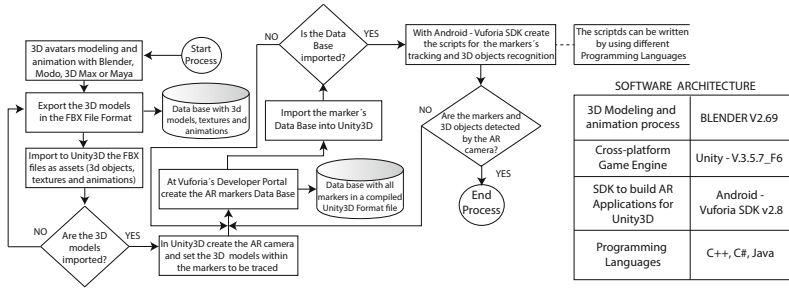 3D avatars modeling and
animation with Blender,
Modo, 3D Max or Maya
Start
Process
Export the 3D models
in the FBX File Format
Data base with 3d
models, textures and
animations
Import to Unity3D the FBX
files as assets (3d objects,
textures and animations)
NO
Are the 3D
models
imported?
YES
In Unity3D create the AR camera
and set the 3D models within
the markers to be traced
At Vuforia´s Developer Portal
create the AR markers Data Base
Data base with all
markers in a compiled
Unity3D Format file
Import the marker´s
Data Base into Unity3D
NO
Is the Data
Base
imported?
YES
With Android - Vuforia SDK create
the scripts for the markers´s
tracking and 3D objects recognition
The scriptds can be written
by using different
Programming Languages
NO
Are the markers and
3D objects detected
by the AR
camera?
YES
End
Process
SOFTWARE ARCHITECTURE
3D Modeling and
animation process
BLENDER V2.69
Cross-platform
Game Engine
Unity - V.3.5.7_F6
SDK to build AR
Applications for
Unity3D
Android -
Vuforia SDK v2.8
Programming
Languages
C++, C#, Java